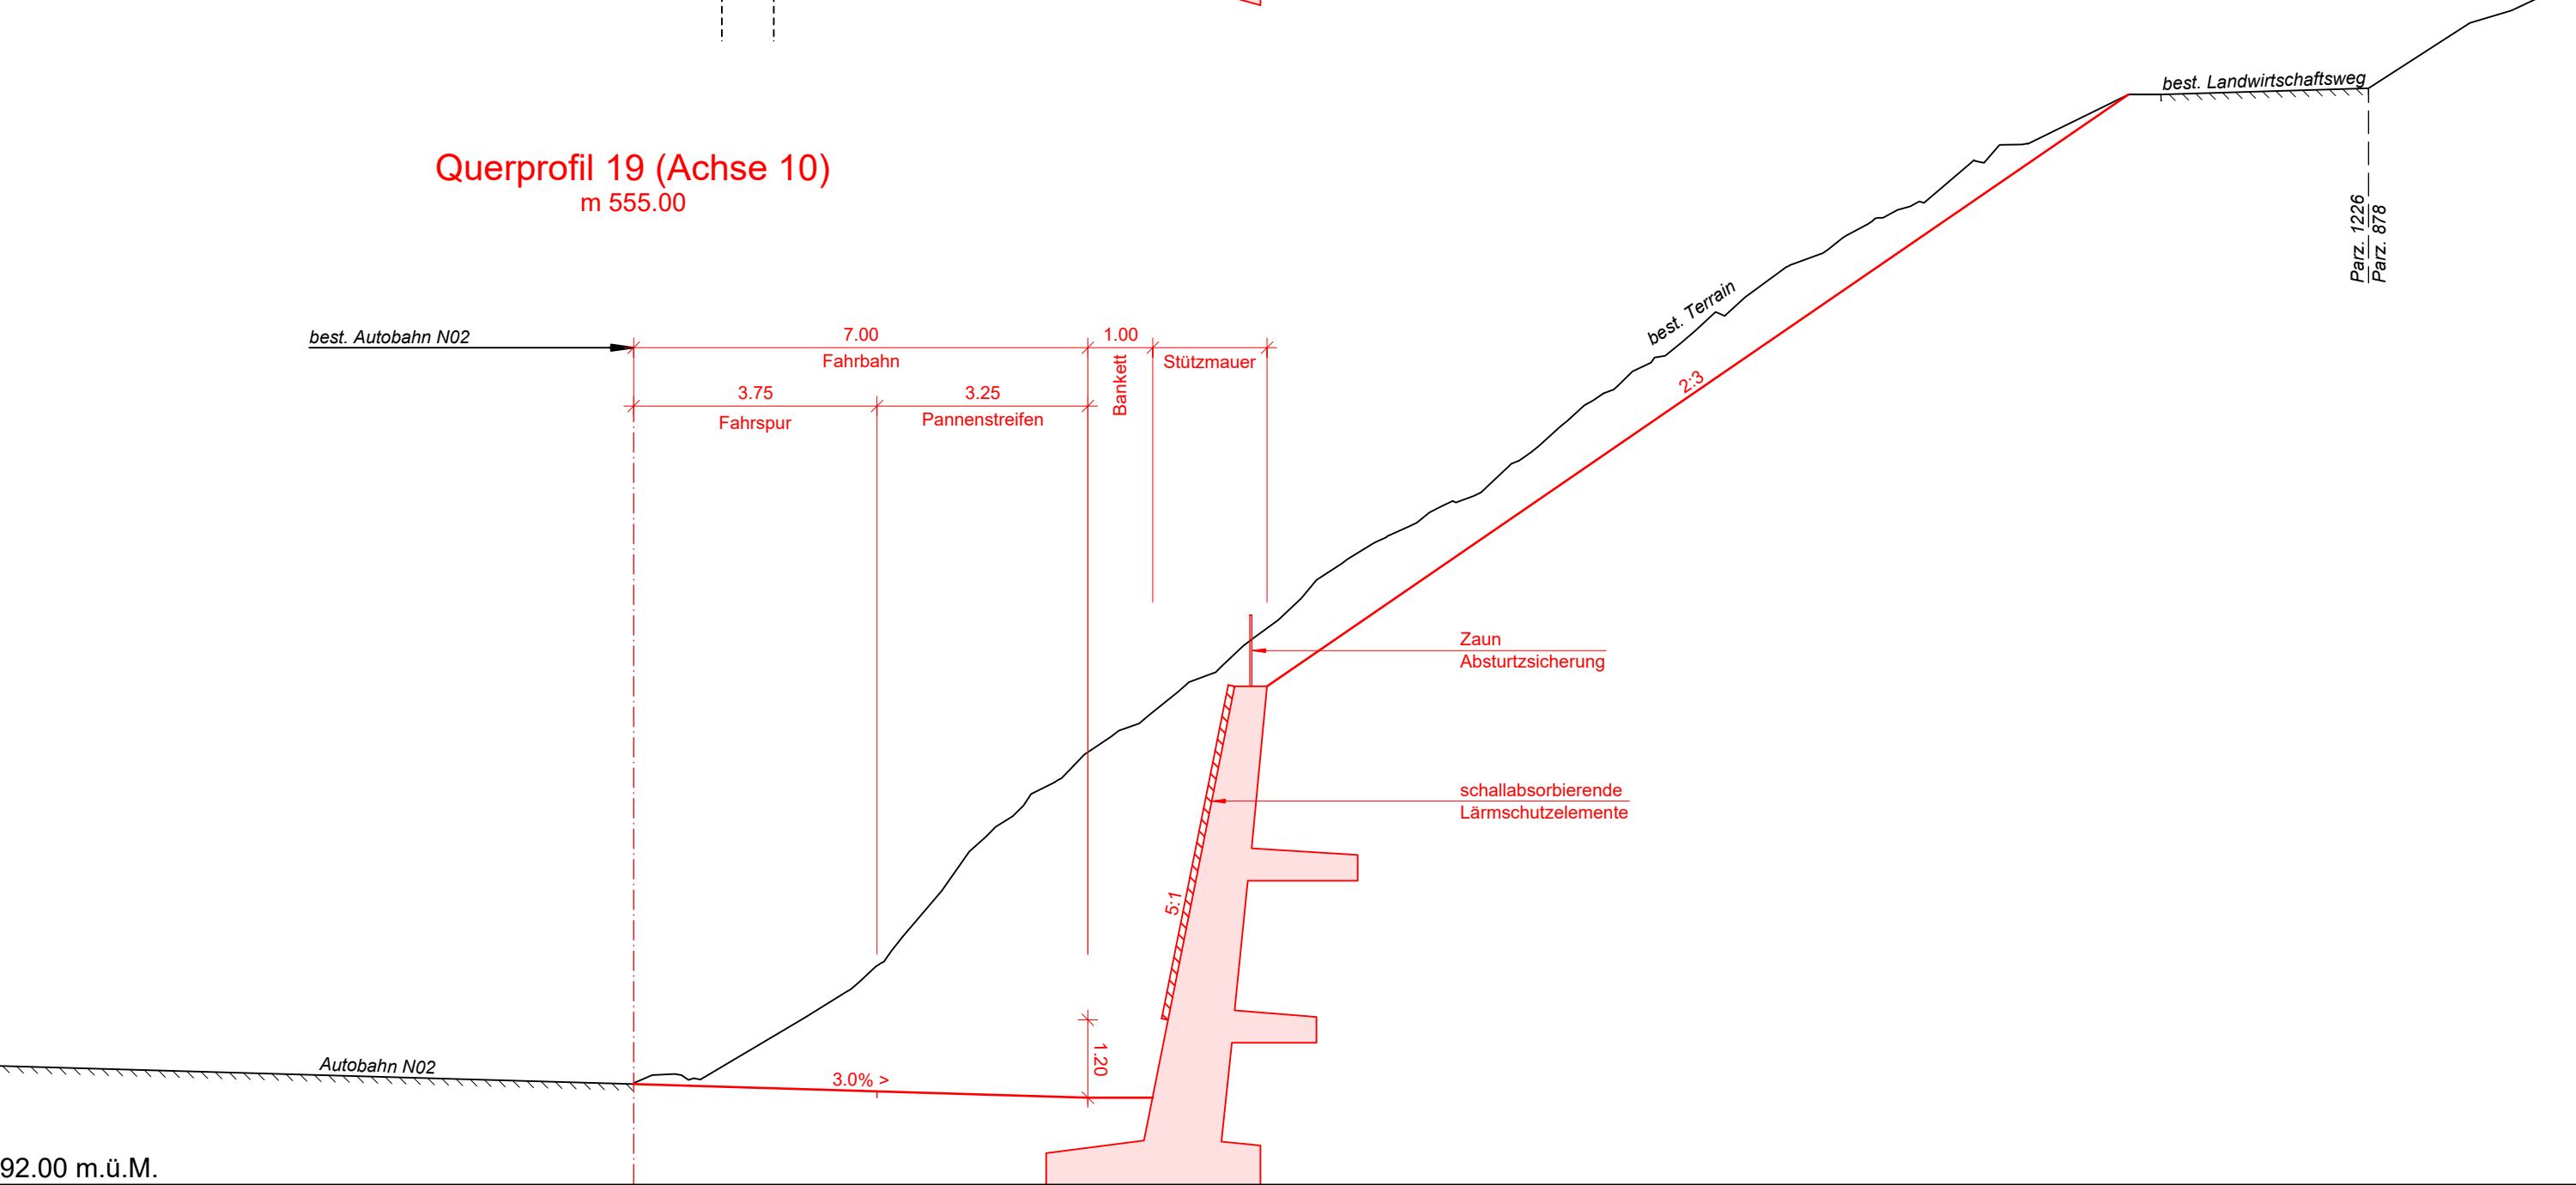 best. Landwirtschaftsweg
Querprofil 19 (Achse 10)
m 555.00
Parz. 1226
Parz. 878
best. Terrain
best. Autobahn N02
7.00
1.00
Fahrbahn
Bankett
Stützmauer
3.75
3.25
Fahrspur
Pannenstreifen
2:3
Zaun
Absturtzsicherung
schallabsorbierende
Lärmschutzelemente
5:1
1.20
Autobahn N02
3.0% >
92.00 m.ü.M.